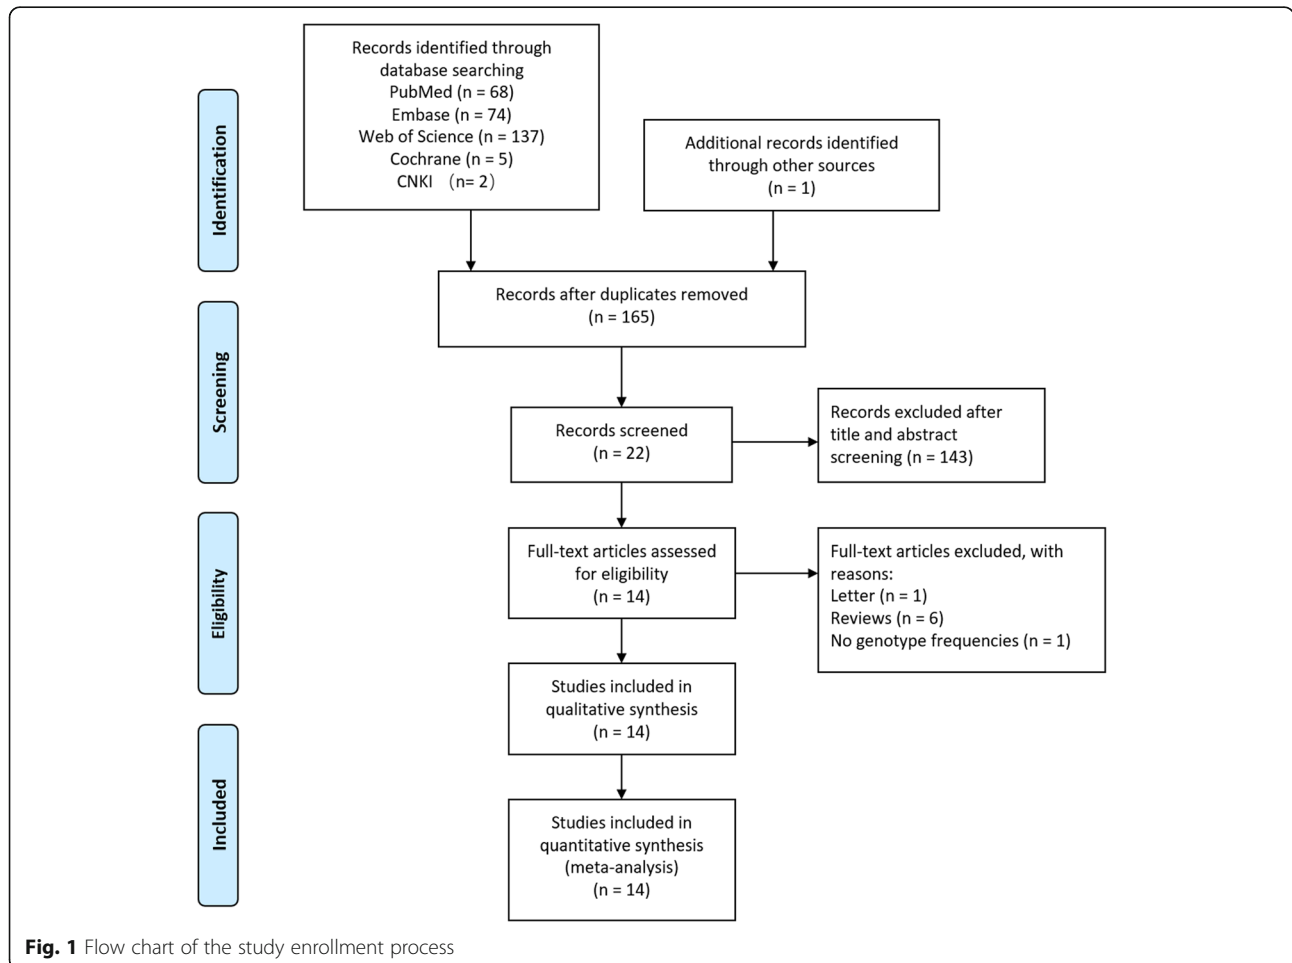 Records identified through
database searching
PubMed (n = 68)
Embase (n = 74)
Web of Science (n = 137)
Cochrane (n = 5)
CNKI （n= 2）
Additional records identified
through other sources
(n = 1)
Identification
Records after duplicates removed
(n = 165)
Screening
Records screened
(n = 22)
Records excluded after
title and abstract
screening (n = 143)
Eligibility
Full-text articles assessed
for eligibility
(n = 14)
Full-text articles excluded, with
reasons:
Letter (n = 1)
Reviews (n = 6)
No genotype frequencies (n = 1)
Studies included in
qualitative synthesis
(n = 14)
Included
Studies included in
quantitative synthesis
(meta-analysis)
(n = 14)
Fig. 1 Flow chart of the study enrollment process